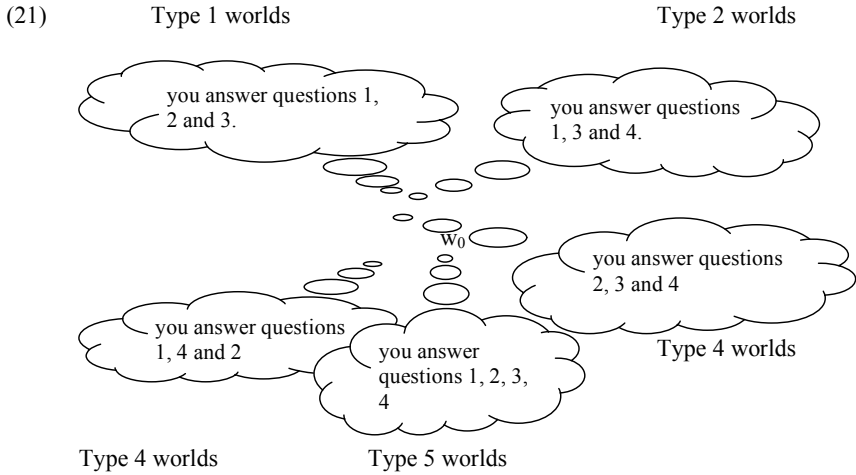 (21) Type 1 worlds Type 2 worlds
you answer questions 1,
2 and 3.
you answer questions
1, 3 and 4.
w0
you answer questions
2, 3 and 4
you answer questions
1, 4 and 2
you answer
questions 1, 2, 3,
4
Type 4 worlds
Type 4 worlds Type 5 worlds